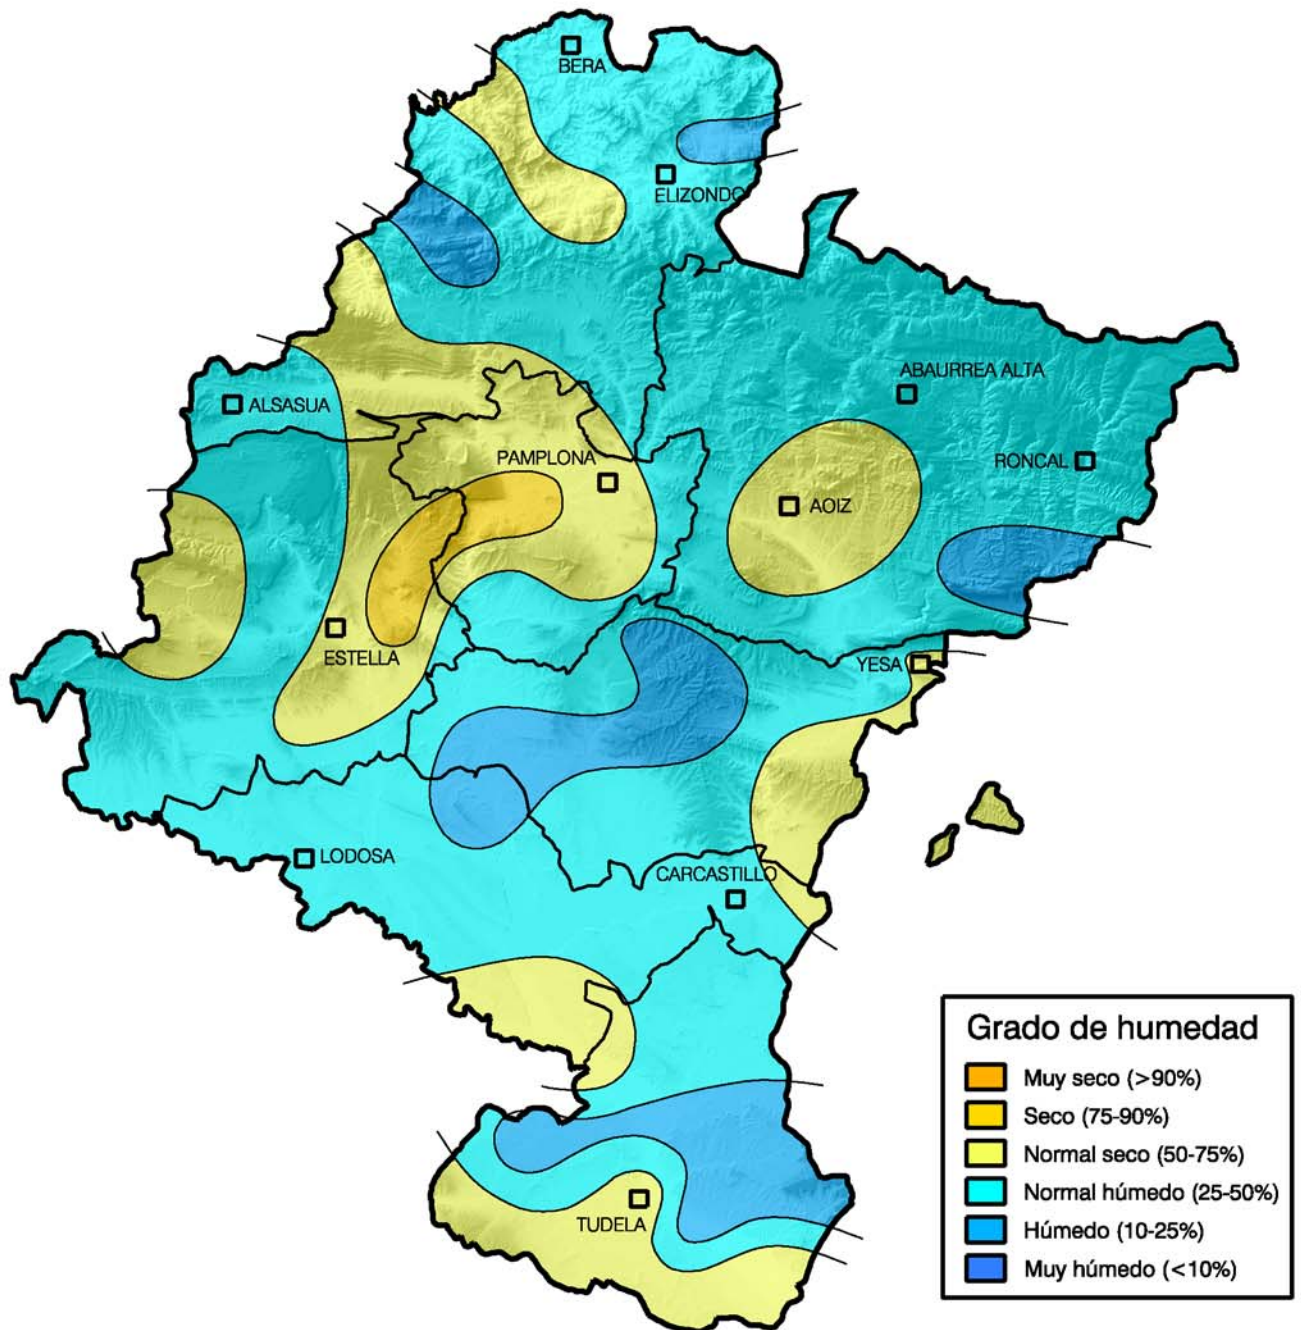 BERA
ELIZONDO
ABAURREA ALTA
ALSASUA
PAMPLONA
RONCAL
AOIZ
ESTELLA
YESA
LODOSA
CARCASTILLO
TUDELA
Grado de humedad
Muy seco (>90%)
Seco (75-90%)
Normal seco (50-75%)
Normal húmedo (25-50%)
Húmedo (10-25%)
Muy húmedo (<10%)